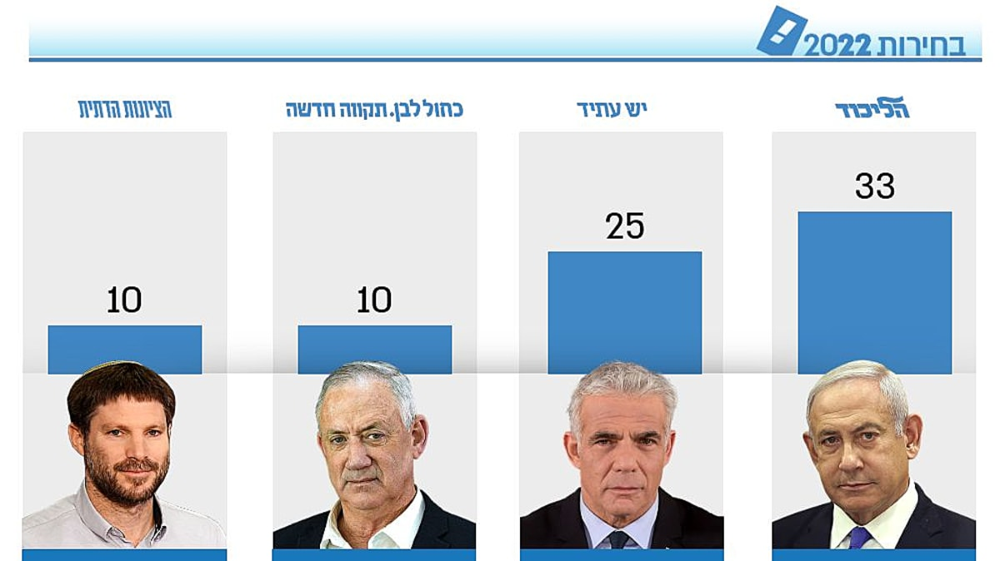 בחירות 2022
הליכוד
יש עתיד
כחול לבן. תקווה חדשה
הציונות הדתית
33
25
10
10